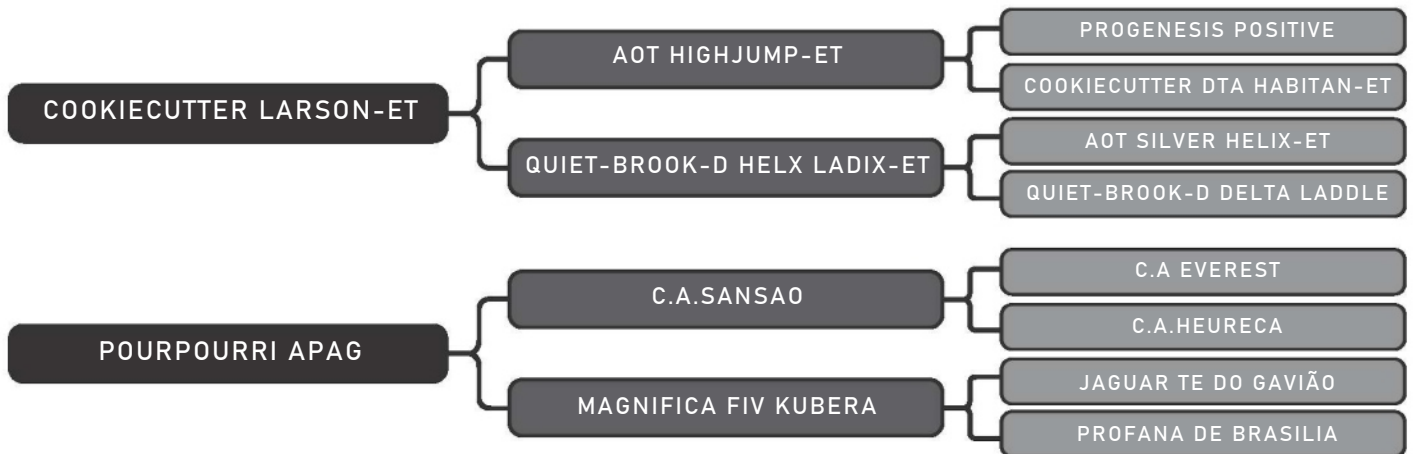 COOKIECUTTER LARSON-ET
AOT HIGHJUMP-ET
PROGENESIS POSITIVE
COOKIECUTTER DTA HABITAN-ET
QUIET-BROOK-D HELX LADIX-ET
AOT SILVER HELIX-ET
QUIET-BROOK-D DELTA LADDLE
POURPOURRI APAG
C.A.SANSAO
C.A EVEREST
C.A.HEURECA
MAGNIFICA FIV KUBERA
JAGUAR TE DO GAVIÃO
PROFANA DE BRASILIA